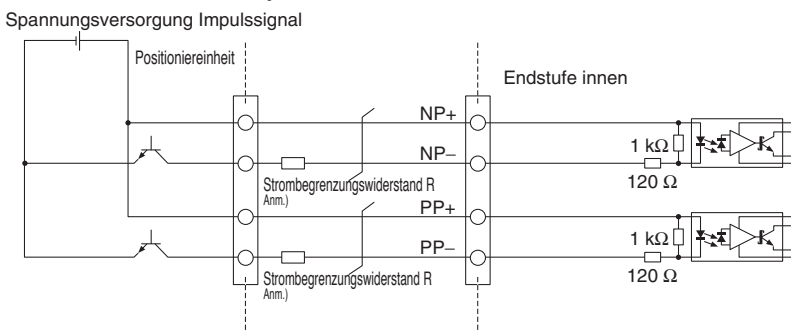 Spannungsversorgung Impulssignal
Positioniereinheit
Endstufe innen
NP+
NP–
1 kΩ
120 Ω
Strombegrenzungswiderstand R
Anm.)
PP+
PP–
1 kΩ
120 Ω
Strombegrenzungswiderstand R
Anm.)